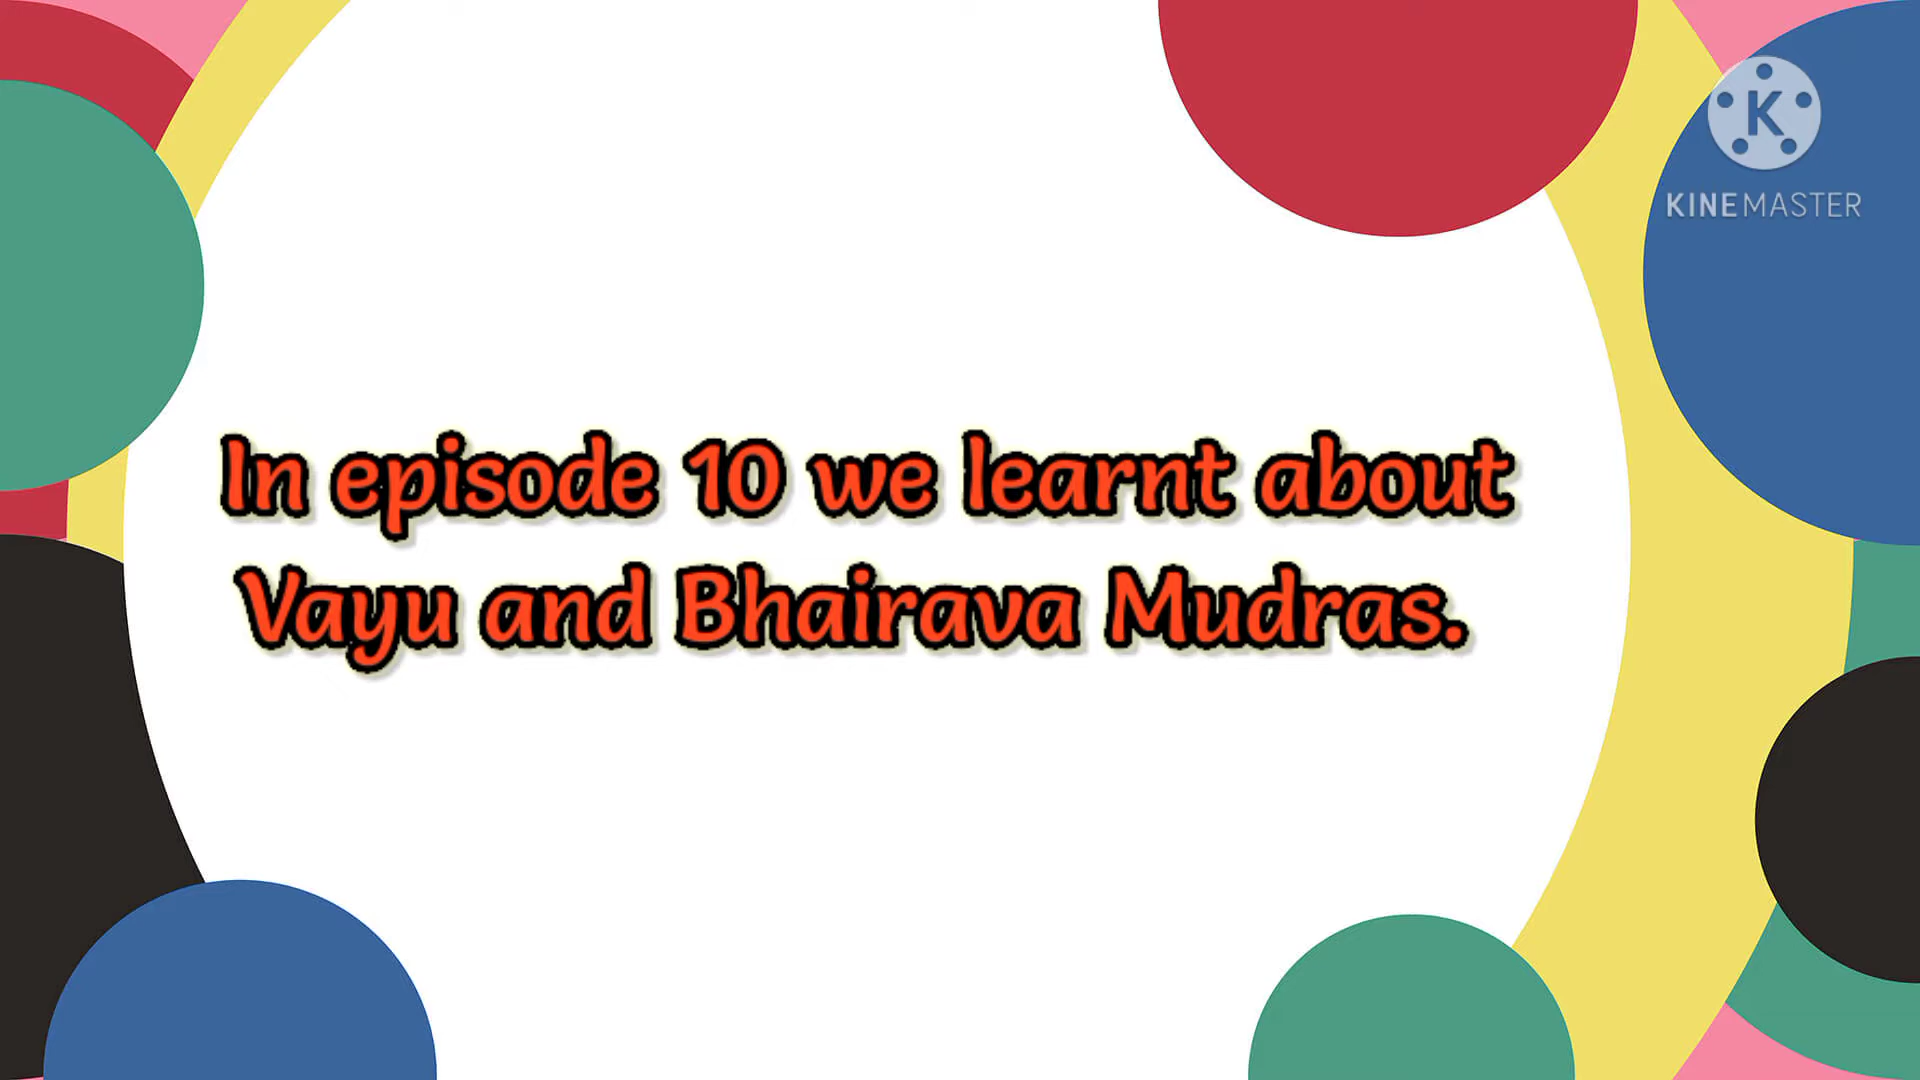 K
KINEMASTER
In episode 10 we learnt about
Vayu and Bhairava Mudras.